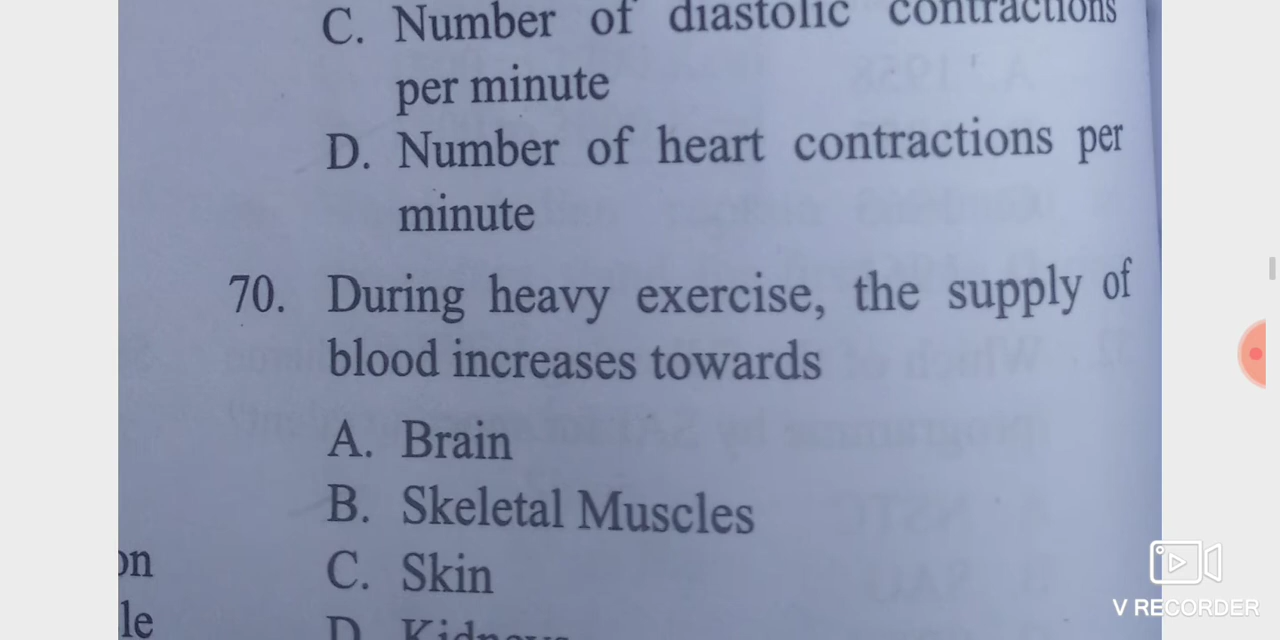 C. Number of diastolic contractions
per minute
D. Number of heart contractions per
minute
70. During heavy exercise, the supply of
blood increases towards
A. Brain
B. Skeletal Muscles
C. Skin
D. Kidneys
on
le
V RECORDER